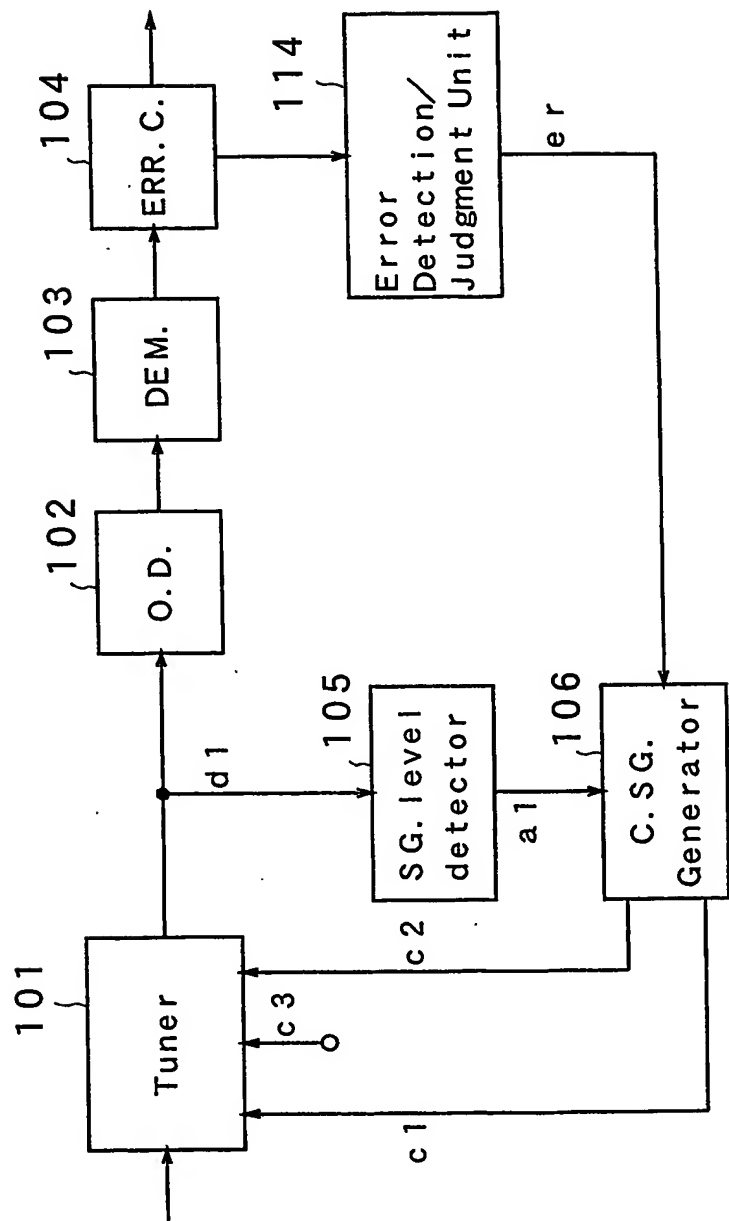 101
Tuner
102
O.D.
103
DEM.
104
ERR.C.
d1
105
SG.level
detector
a1
106
C.SG.
Generator
114
Error
Detection/
Judgment Unit
er
c1
c3
c2